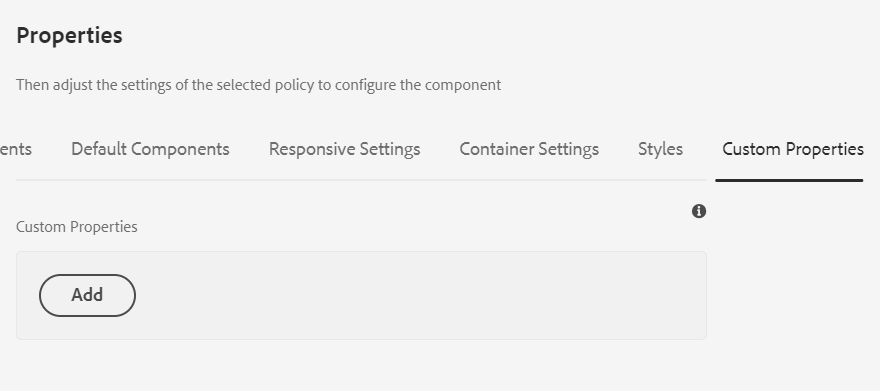 Properties
Then adjust the settings of the selected policy to configure the component
ents Default Components Responsive Settings Container Settings Styles Custom Properties
Custom Properties
Add